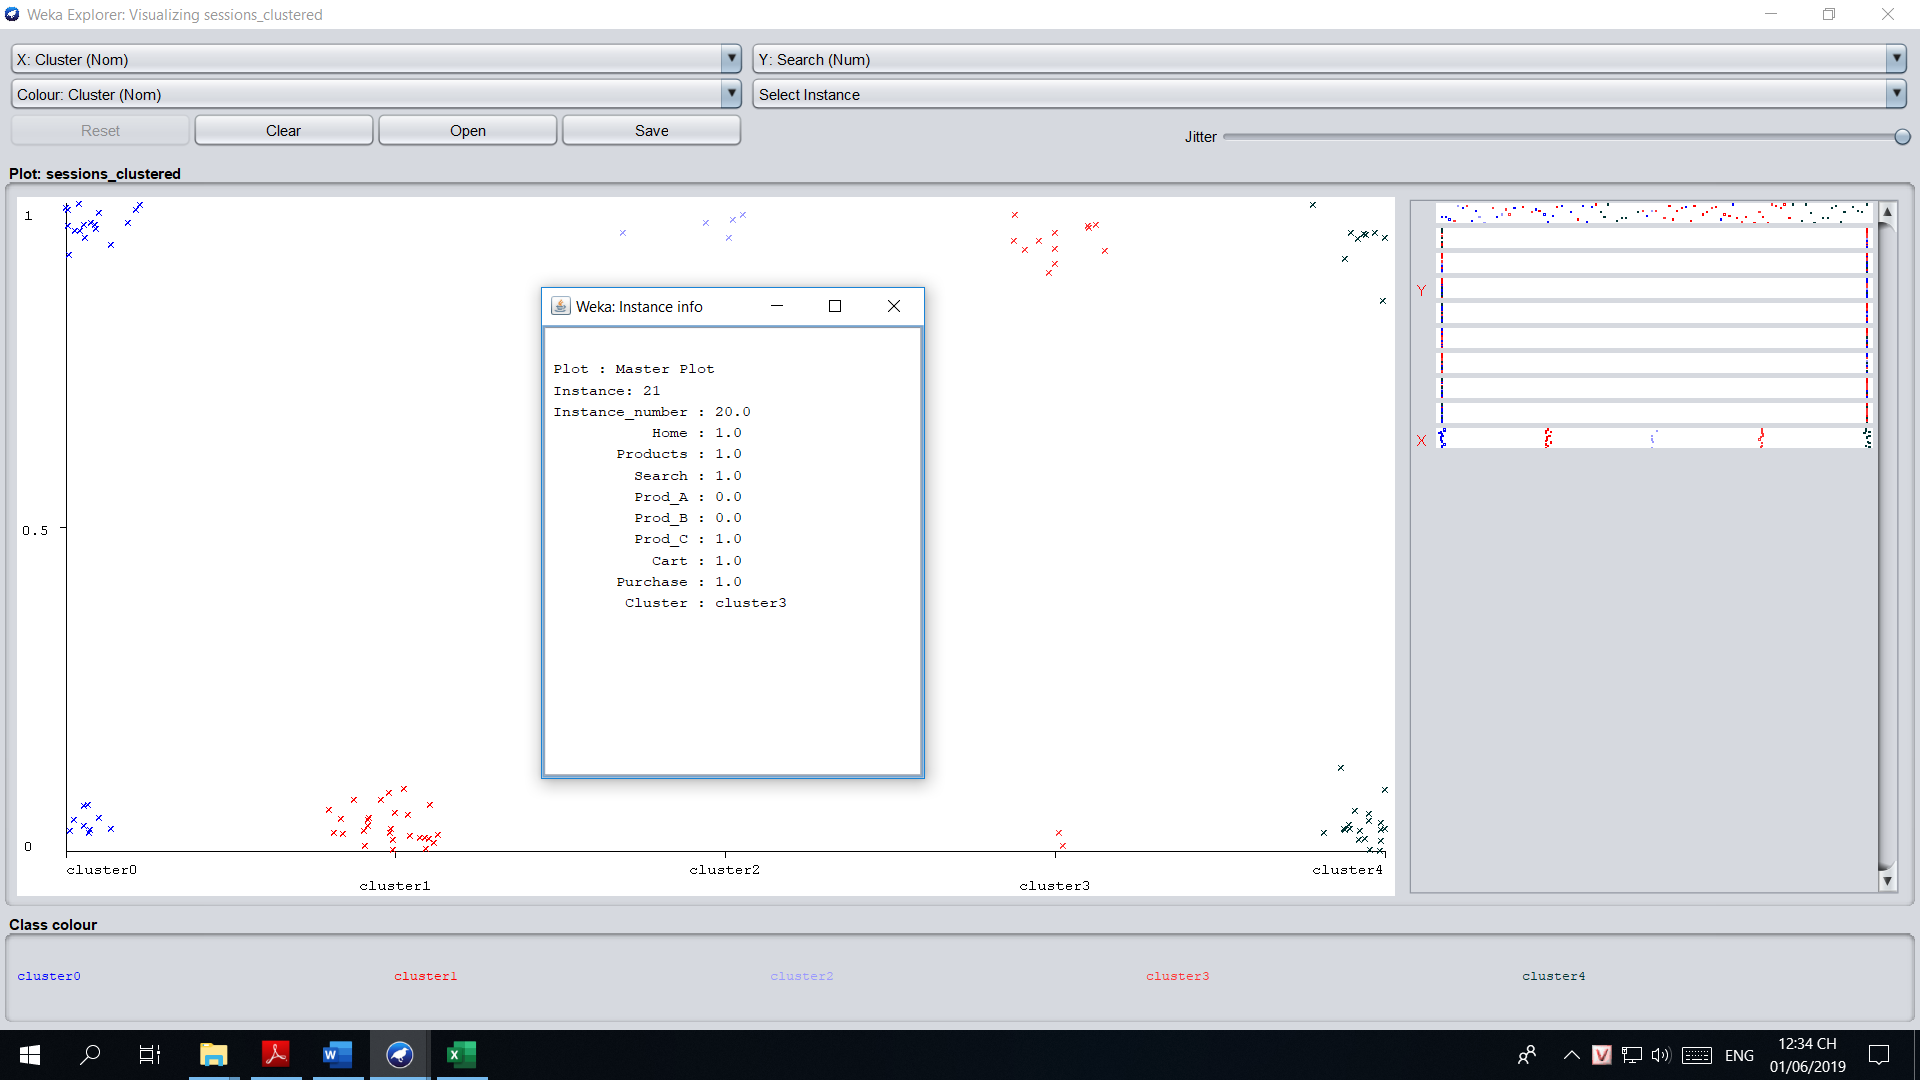 Weka Explorer: Visualizing sessions_clustered
X: Cluster (Nom)
Y: Search (Num)
Colour: Cluster (Nom)
Select Instance
Reset
Clear
Open
Save
Jitter
Plot: sessions_clustered
1
0.5
0
cluster0
cluster1
cluster2
cluster3
cluster4
Y
X
Weka: Instance info
Plot : Master Plot
Instance: 21
Instance_number : 20.0
Home : 1.0
Products : 1.0
Search : 1.0
Prod_A : 0.0
Prod_B : 0.0
Prod_C : 1.0
Cart : 1.0
Purchase : 1.0
Cluster : cluster3
Class colour
cluster0
cluster1
cluster2
cluster3
cluster4
ENG
12:34 CH
01/06/2019